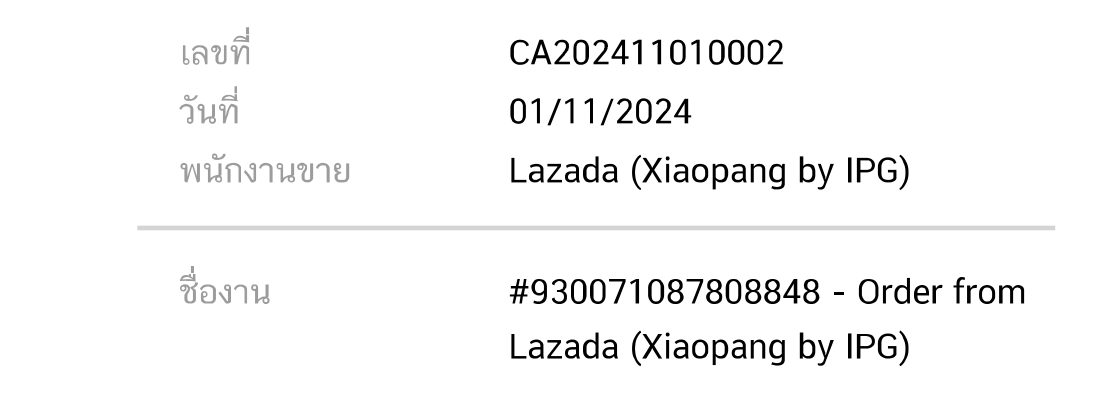 เลขที่ CA202411010002
วันที่ 01/11/2024
พนักงานขาย Lazada (Xiaopang by IPG)
ชื่องาน #930071087808848 - Order from
Lazada (Xiaopang by IPG)